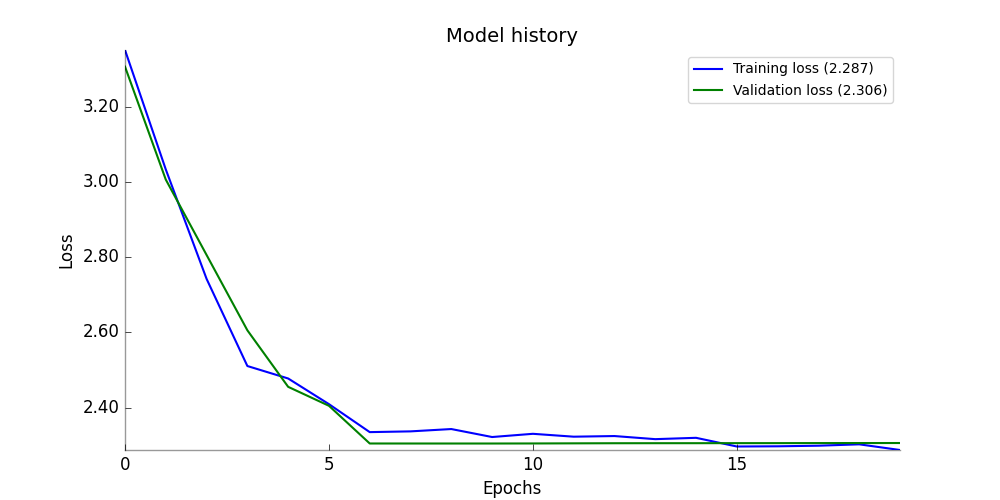 Model history
Training loss (2.287)
Validation loss (2.306)
3.20
3.00
2.80
2.60
2.40
Loss
0 5 10 15
Epochs